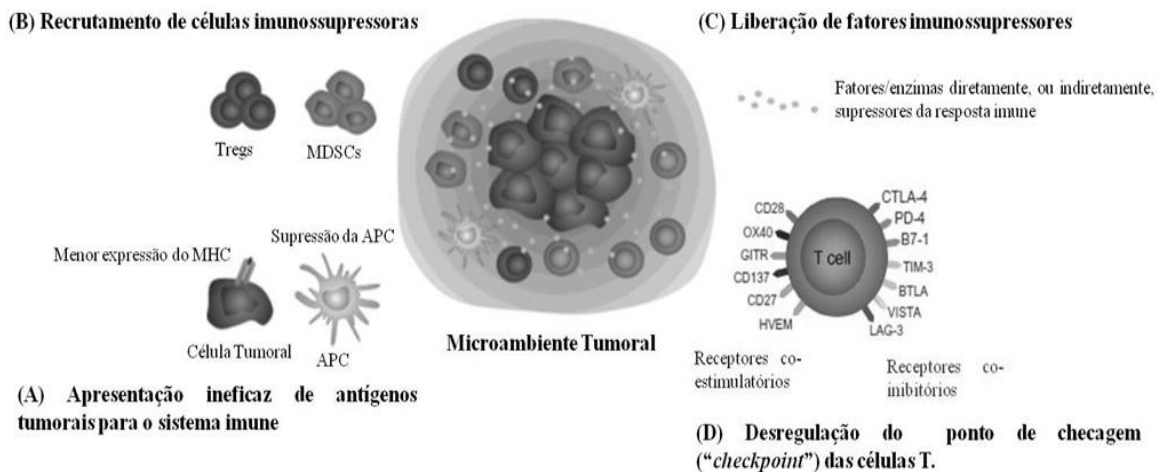 (B) Recrutamento de células imunossupressoras
Tregs
MDSCs
Menor expressão do MHC
Supressão da APC
Célula Tumoral
APC
(A) Apresentação ineficaz de antígenos
tumorais para o sistema imune
Microambiente Tumoral
(C) Liberação de fatores imunossupressores
Fatores/enzimas diretamente, ou indiretamente,
supressores da resposta imune
CD28
OX40
GITR
CD137
CD27
HVEM
T cell
CTLA-4
PD-4
B7-1
TIM-3
BTLA
VISTA
LAG-3
Receptores co-
estimulatórios
Receptores co-
inibitórios
(D) Desregulação do ponto de checagem
(“checkpoint”) das células T.